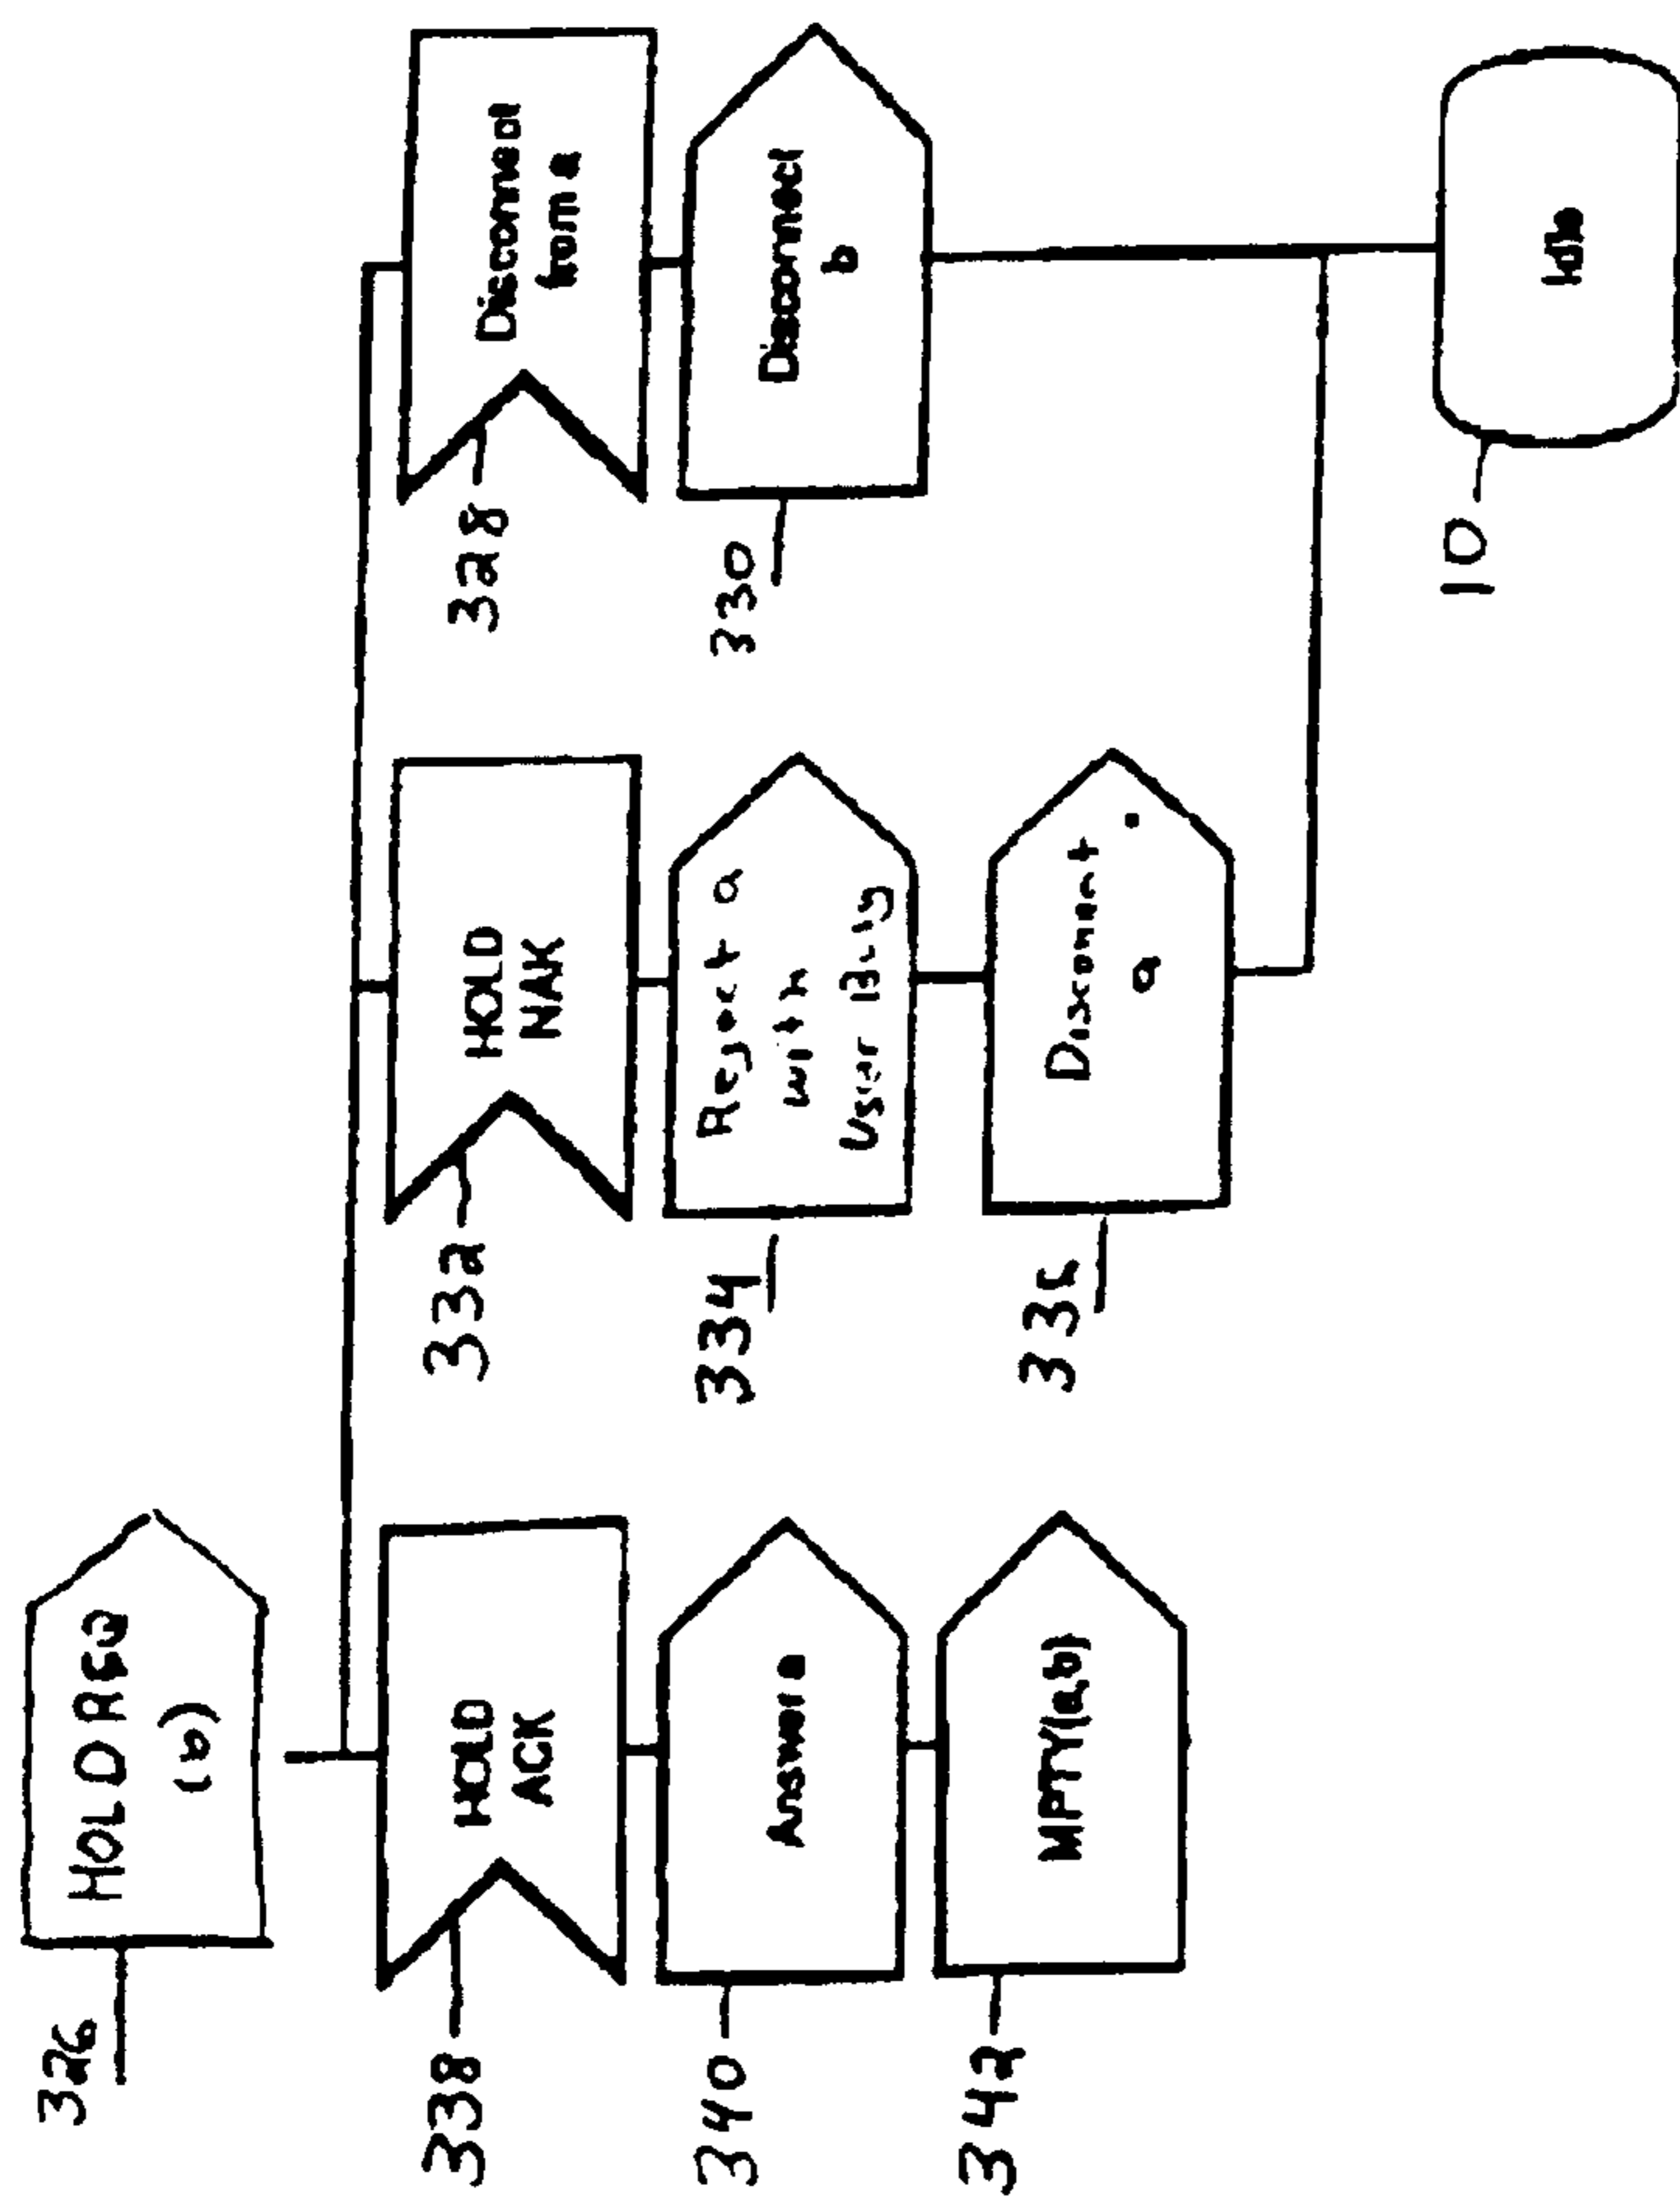 326
HOLD REQ
(b)
338
HOLD
ACK
340
Answer a
342
MPTY(a,b)
332
HOLD
NAK
334
Reject a
with
User Busy
336
Disconnect
a
328
Disconnect
from a
330
Disconnect
b
10
Idle